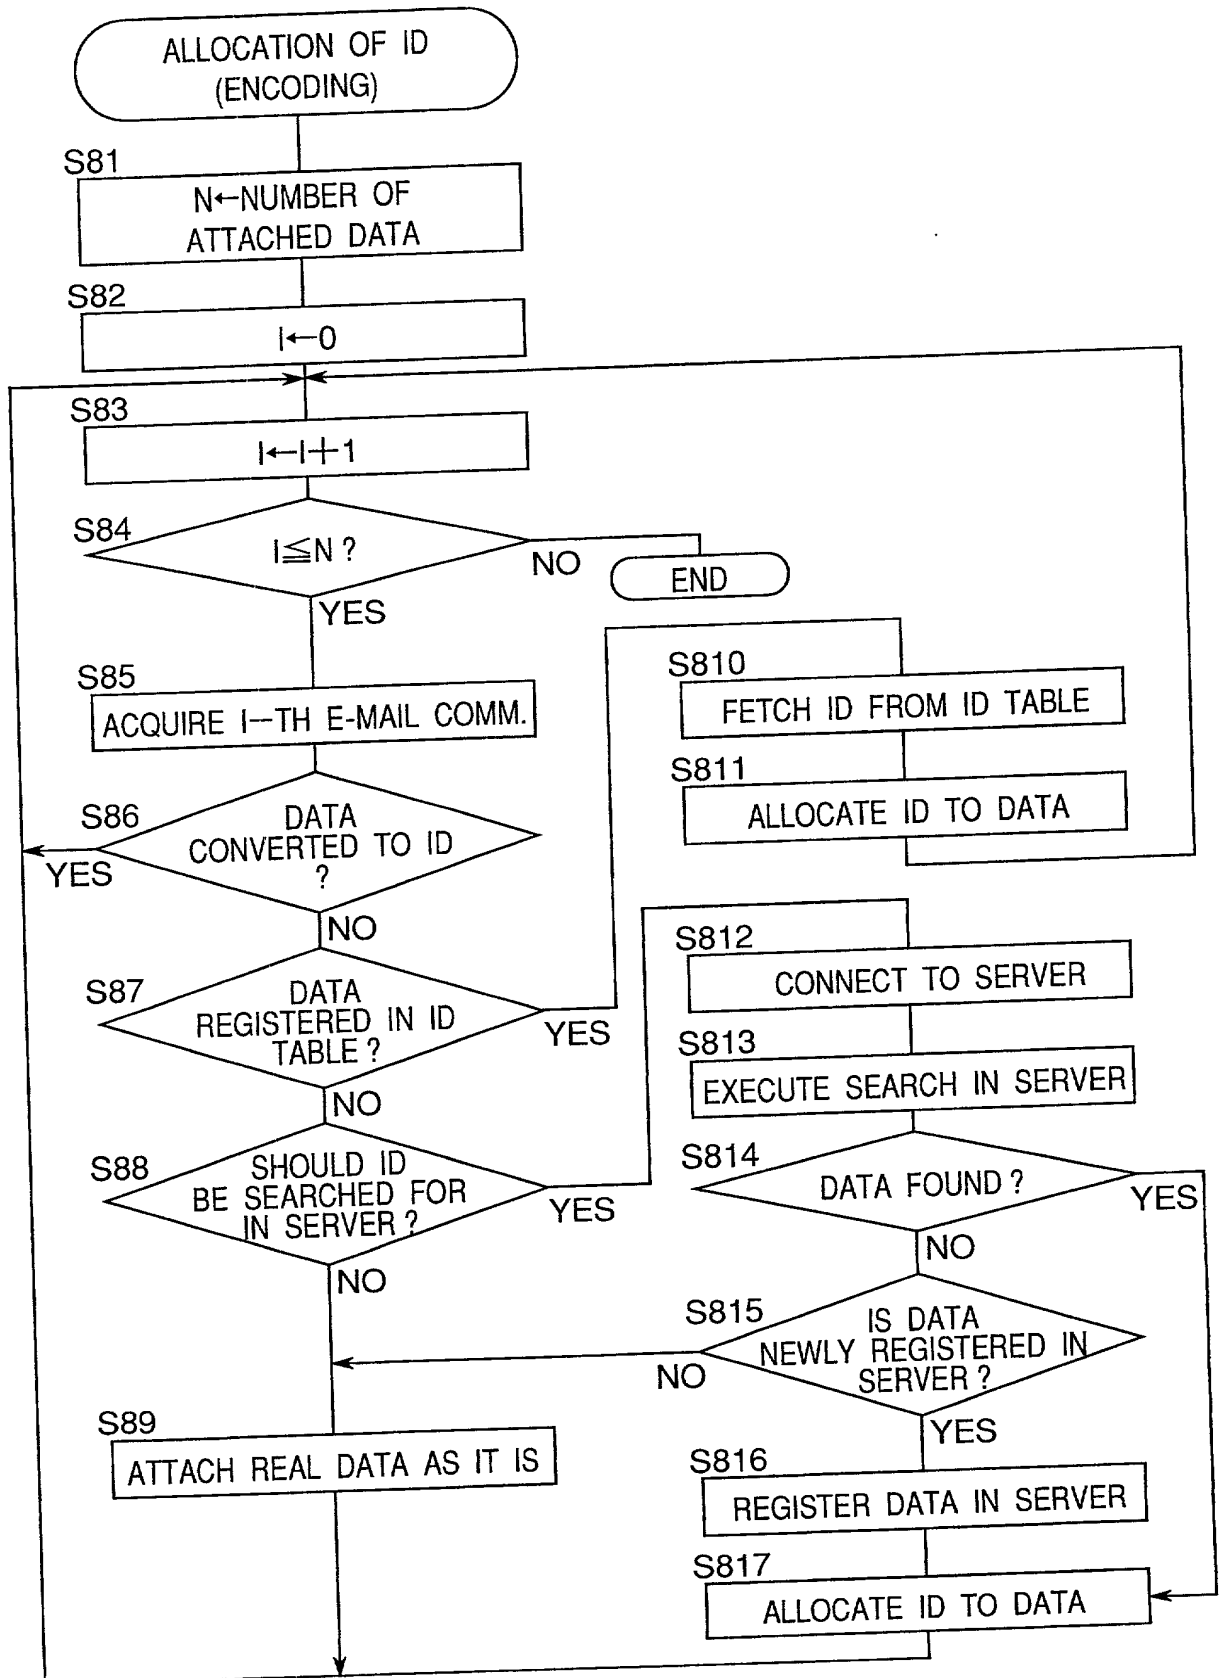 ALLOCATION OF ID
(ENCODING)
S81
N←NUMBER OF
ATTACHED DATA
S82
I←0
S83
I←I+1
S84
I≦N?
NO
END
YES
S85
ACQUIRE I-TH E-MAIL COMM.
S86
DATA
CONVERTED TO ID
?
YES
NO
S87
DATA
REGISTERED IN ID
TABLE?
YES
NO
S88
SHOULD ID
BE SEARCHED FOR
IN SERVER?
YES
NO
S89
ATTACH REAL DATA AS IT IS
S810
FETCH ID FROM ID TABLE
S811
ALLOCATE ID TO DATA
S812
CONNECT TO SERVER
S813
EXECUTE SEARCH IN SERVER
S814
DATA FOUND?
YES
NO
S815
IS DATA
NEWLY REGISTERED IN
SERVER?
NO
YES
S816
REGISTER DATA IN SERVER
S817
ALLOCATE ID TO DATA